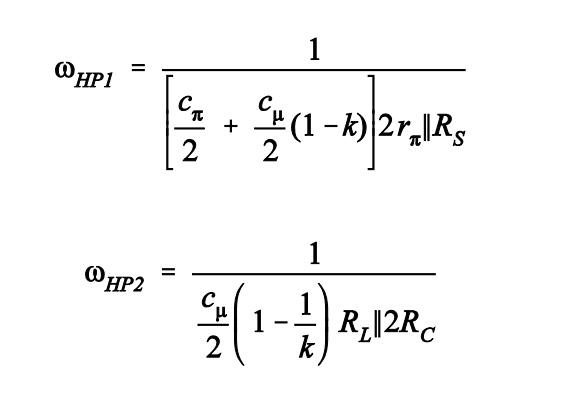 ω_HP1 = 1 / [c_π/2 + c_μ/2 (1 − k)] 2r_π‖R_S
ω_HP2 = 1 / c_μ/2 (1 − 1/k) R_L‖2R_C